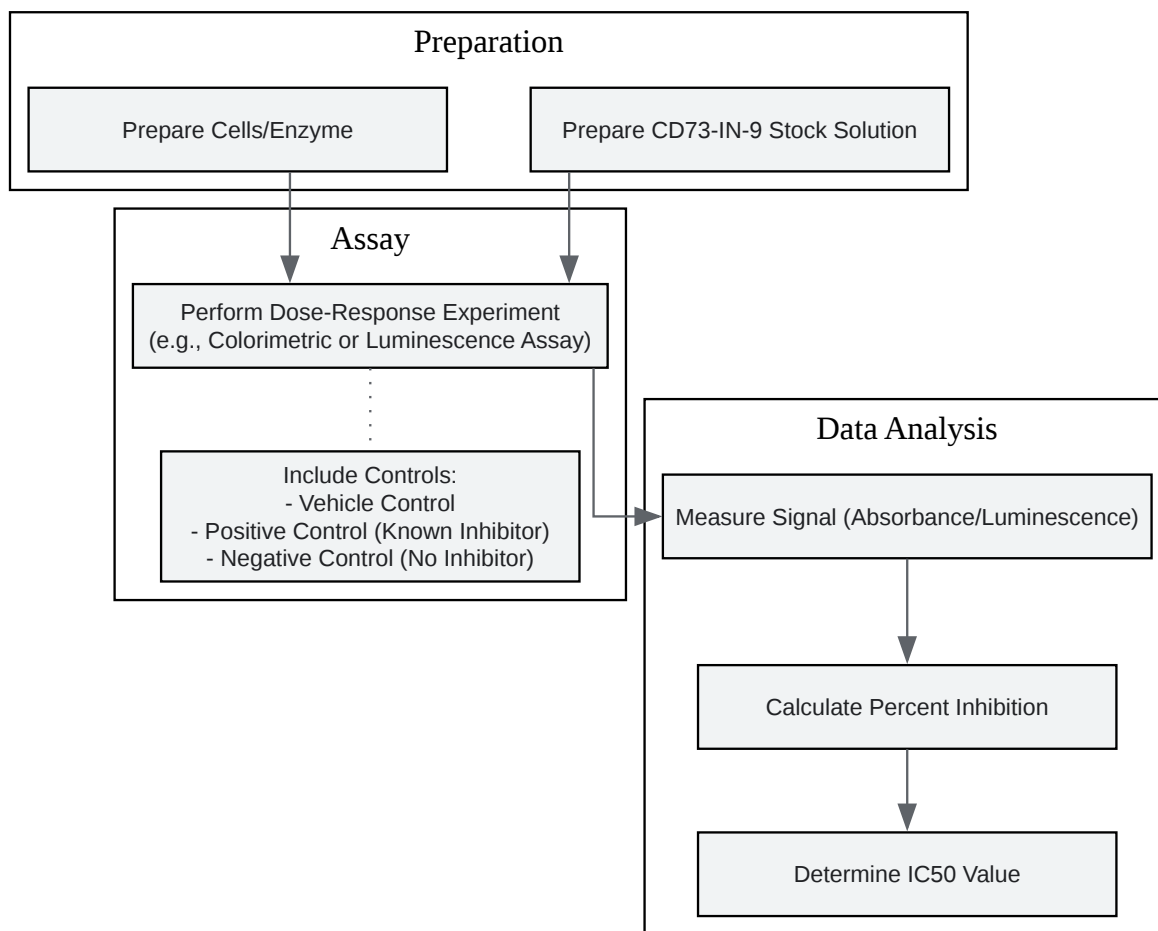 Preparation
Prepare Cells/Enzyme
Prepare CD73-IN-9 Stock Solution
Assay
Perform Dose-Response Experiment
(e.g., Colorimetric or Luminescence Assay)
Include Controls:
- Vehicle Control
- Positive Control (Known Inhibitor)
- Negative Control (No Inhibitor)
Data Analysis
Measure Signal (Absorbance/Luminescence)
Calculate Percent Inhibition
Determine IC50 Value